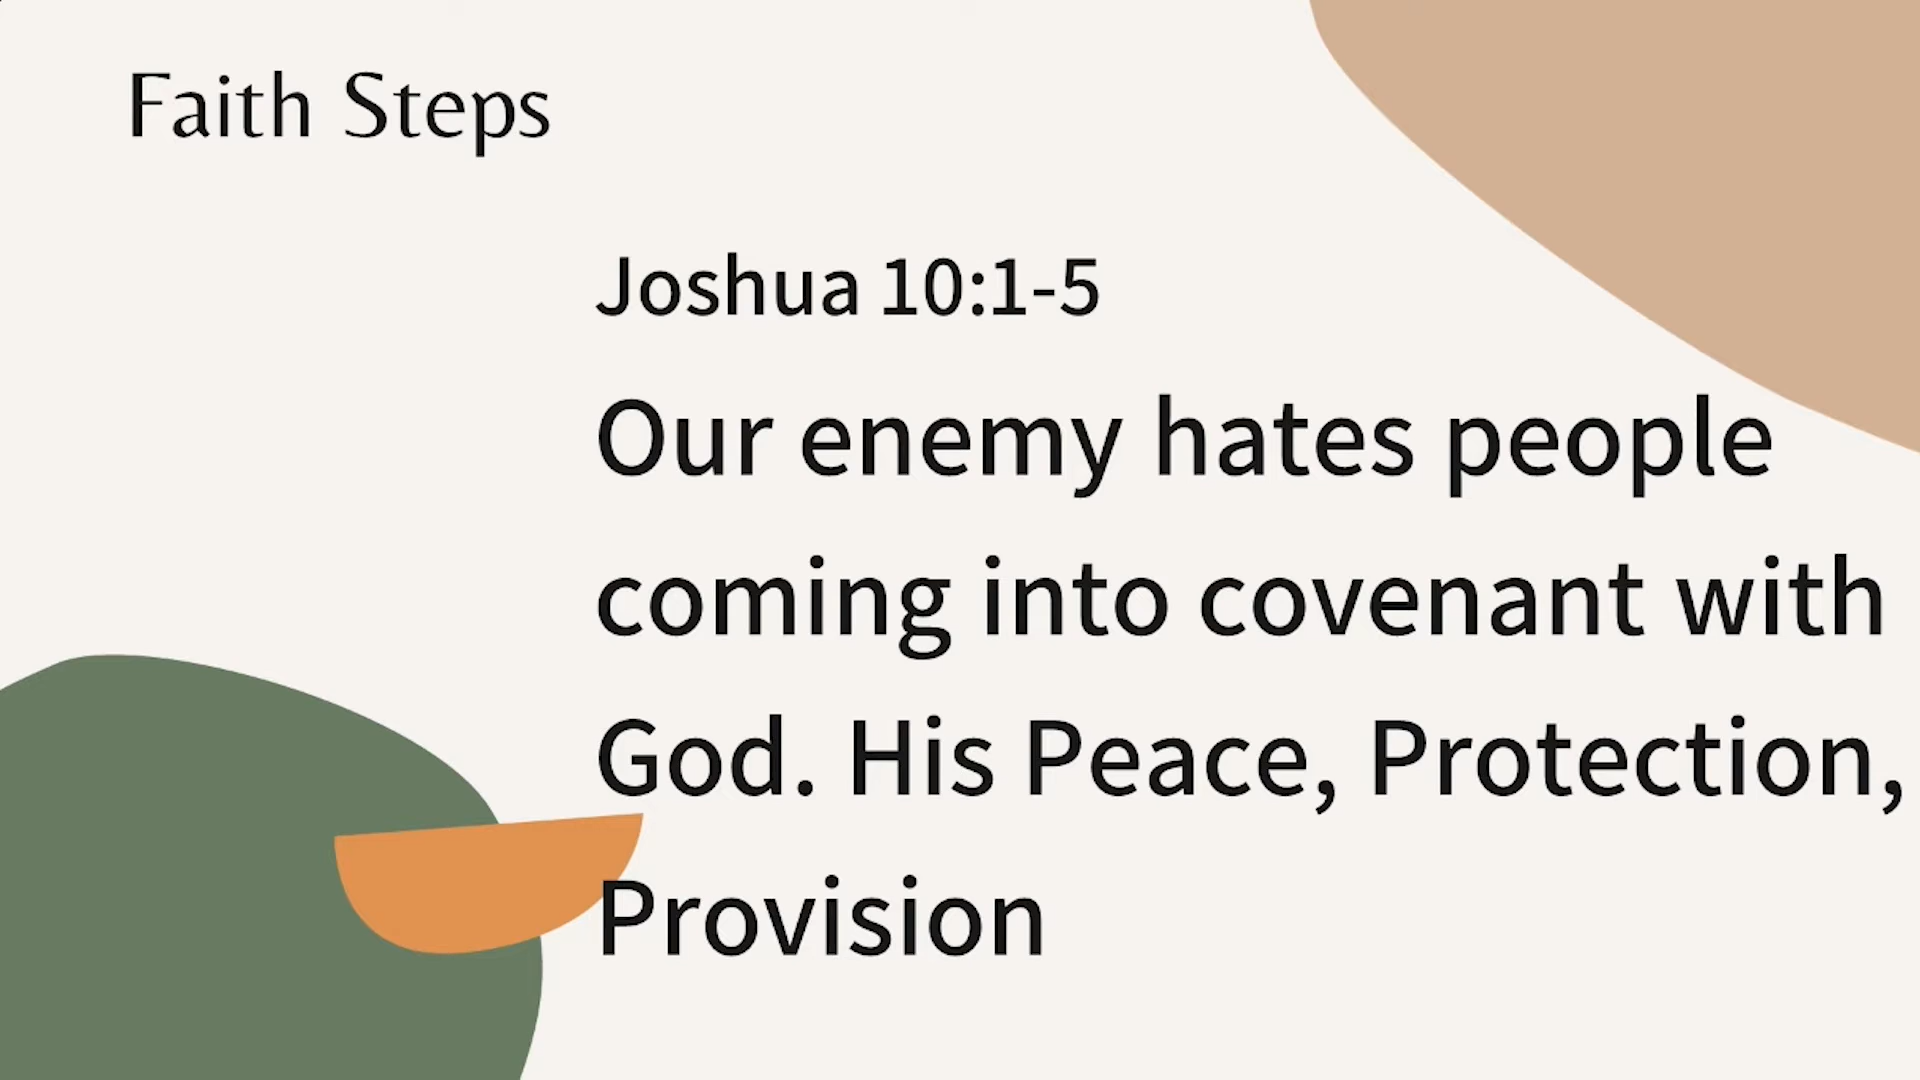 Faith Steps
Joshua 10:1-5
Our enemy hates people
coming into covenant with
God. His Peace, Protection,
Provision